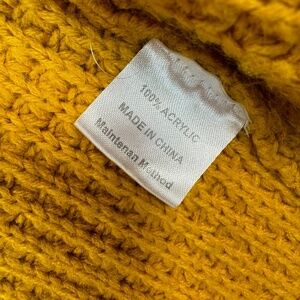 100% ACRYLIC
MADE IN CHINA
Maintenan Method